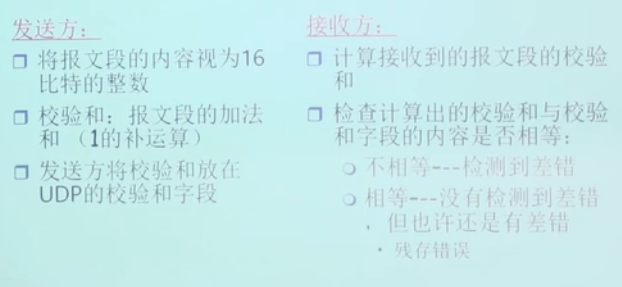 发送方：
将报文段的内容视为16
比特的整数
校验和：报文段的加法
和 （1的补运算）
发送方将校验和放在
UDP的校验和字段
接收方：
计算接收到的报文段的校验
和
检查计算出的校验和与校验
和字段的内容是否相等：
不相等---检测到差错
相等---没有检测到差错
，但也许还是有差错
残存错误